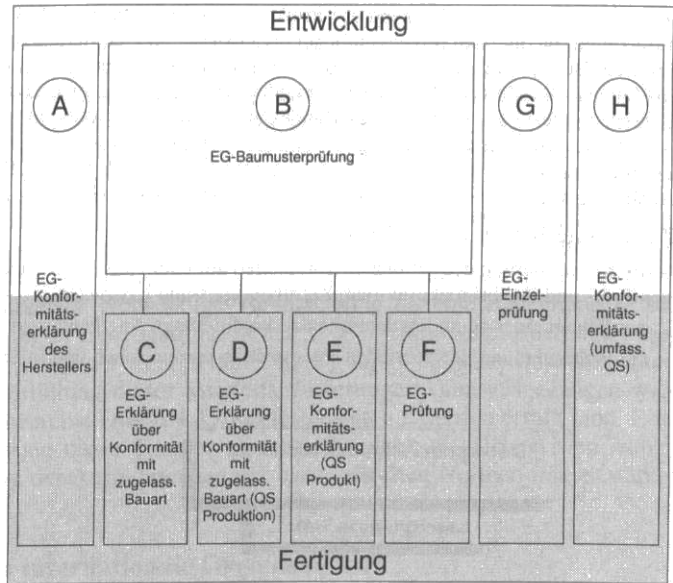 Entwicklung
A
EG-
Konfor-
mitäts-
erklärung
des
Herstellers
B
EG-Baumusterprüfung
C
EG-
Erklärung
über
Konformität
mit
zugelass.
Bauart
D
EG-
Erklärung
über
Konformität
mit
zugelass.
Bauart (QS
Produktion)
E
EG-
Konfor-
mitäts-
erklärung
(QS
Produkt)
F
EG-
Prüfung
G
EG-
Einzel-
prüfung
H
EG-
Konfor-
mitäts-
erklärung
(umfass.
QS)
Fertigung